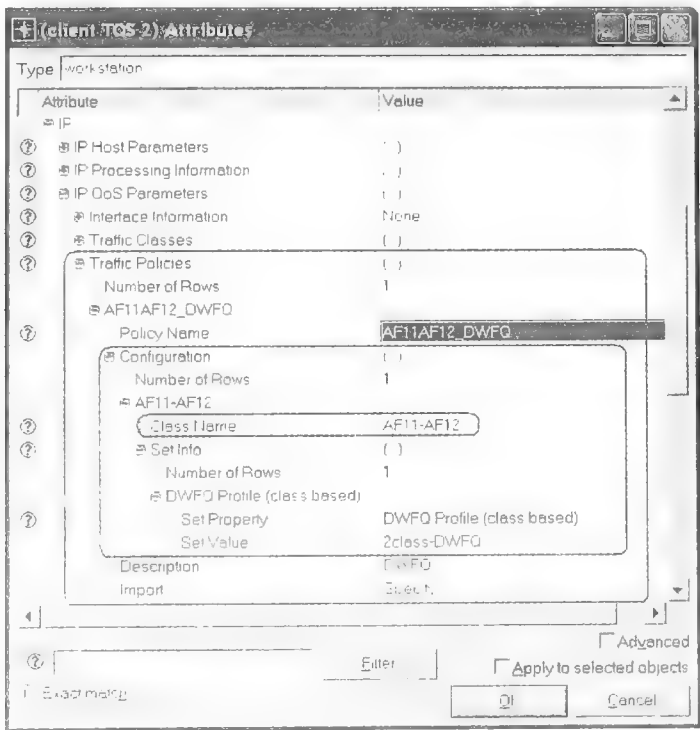 (client TOS 2) Attributes
Type workstation
Attribute Value
IP
IP Host Parameters ( )
IP Processing Information ( )
IP QoS Parameters ( )
Interface Information None
Traffic Classes ( )
Traffic Policies ( )
Number of Rows 1
AF11AF12_DWFQ
Policy Name AF11AF12_DWFQ
Configuration ( )
Number of Rows 1
AF11-AF12
Class Name AF11-AF12
Set Info ( )
Number of Rows 1
DWFQ Profile (class based)
Set Property DWFQ Profile (class based)
Set Value 2class-DWFQ
Description DWFQ
Import
Advanced
Filter
Apply to selected objects
Exact match
Cancel